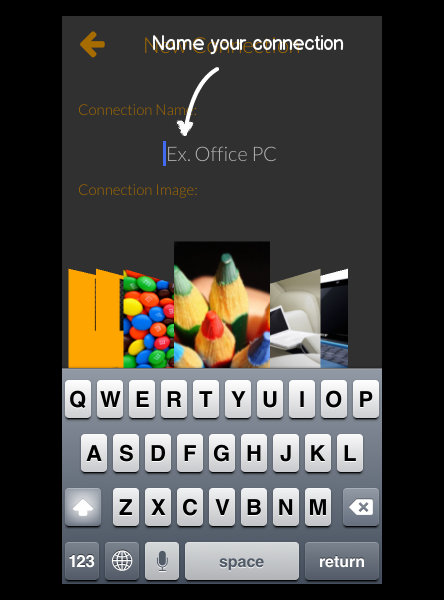 New Connection
Name your connection
Connection Name:
Ex. Office PC
Connection Image:
Q W E R T Y U I O P
A S D F G H J K L
Z X C V B N M
123 space return